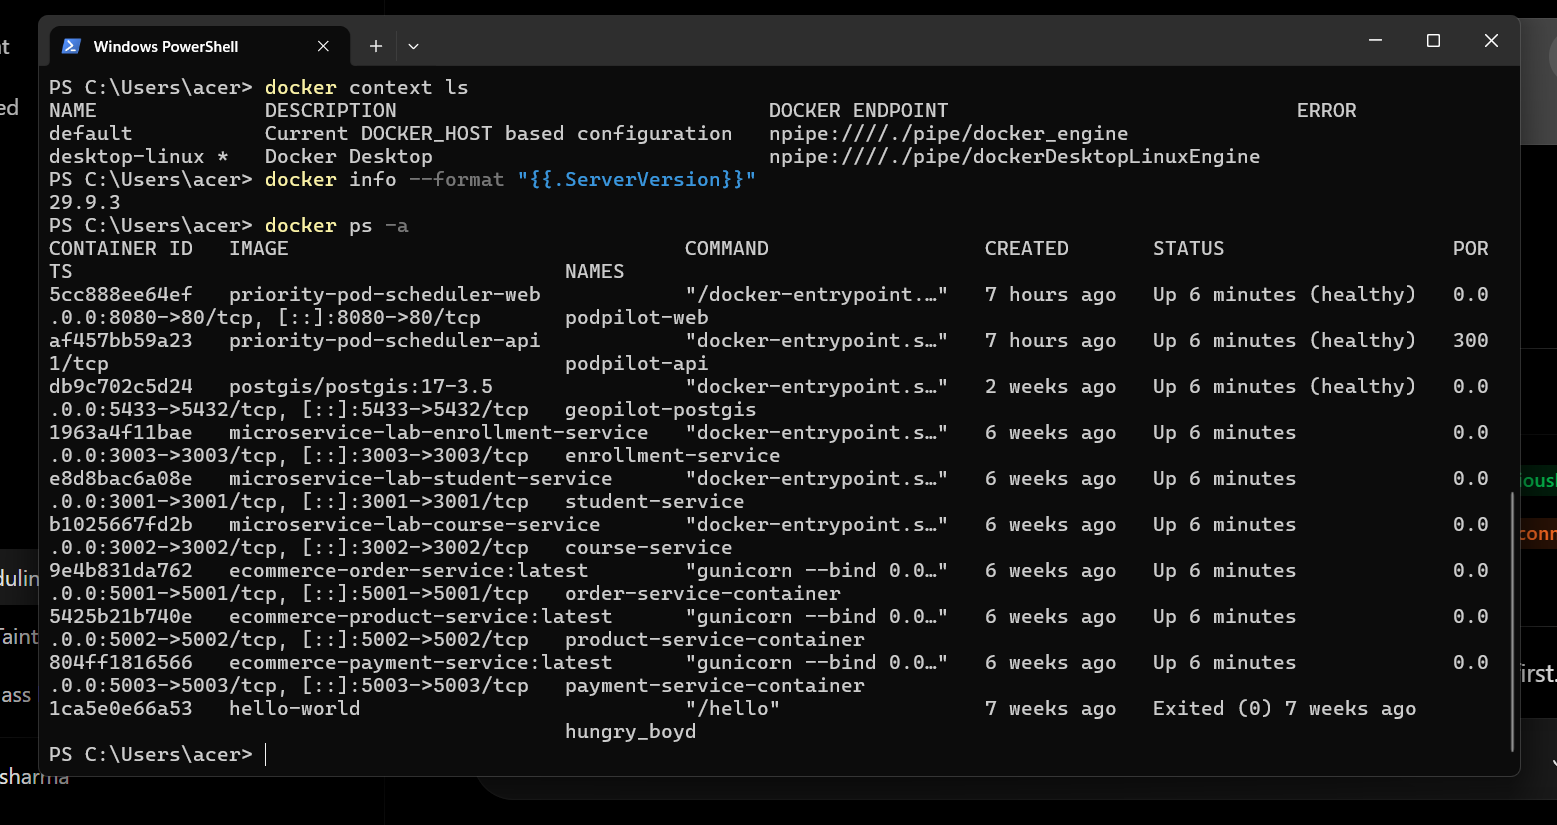 Windows PowerShell
PS C:\Users\acer> docker context ls
NAME DESCRIPTION DOCKER ENDPOINT ERROR
default Current DOCKER_HOST based configuration npipe:////./pipe/docker_engine
desktop-linux * Docker Desktop npipe:////./pipe/dockerDesktopLinuxEngine
PS C:\Users\acer> docker info --format "{{.ServerVersion}}"
29.9.3
PS C:\Users\acer> docker ps -a
CONTAINER ID IMAGE COMMAND CREATED STATUS POR
TS NAMES
5cc888ee64ef priority-pod-scheduler-web "/docker-entrypoint.…" 7 hours ago Up 6 minutes (healthy) 0.0
.0.0:8080->80/tcp, [::]:8080->80/tcp podpilot-web
af457bb59a23 priority-pod-scheduler-api "docker-entrypoint.s…" 7 hours ago Up 6 minutes (healthy) 300
1/tcp podpilot-api
db9c702c5d24 postgis/postgis:17-3.5 "docker-entrypoint.s…" 2 weeks ago Up 6 minutes (healthy) 0.0
.0.0:5433->5432/tcp, [::]:5433->5432/tcp geopilot-postgis
1963a4f11bae microservice-lab-enrollment-service "docker-entrypoint.s…" 6 weeks ago Up 6 minutes 0.0
.0.0:3003->3003/tcp, [::]:3003->3003/tcp enrollment-service
e8d8bac6a08e microservice-lab-student-service "docker-entrypoint.s…" 6 weeks ago Up 6 minutes 0.0
.0.0:3001->3001/tcp, [::]:3001->3001/tcp student-service
b1025667fd2b microservice-lab-course-service "docker-entrypoint.s…" 6 weeks ago Up 6 minutes 0.0
.0.0:3002->3002/tcp, [::]:3002->3002/tcp course-service
9e4b831da762 ecommerce-order-service:latest "gunicorn --bind 0.0…" 6 weeks ago Up 6 minutes 0.0
.0.0:5001->5001/tcp, [::]:5001->5001/tcp order-service-container
5425b21b740e ecommerce-product-service:latest "gunicorn --bind 0.0…" 6 weeks ago Up 6 minutes 0.0
.0.0:5002->5002/tcp, [::]:5002->5002/tcp product-service-container
804ff1816566 ecommerce-payment-service:latest "gunicorn --bind 0.0…" 6 weeks ago Up 6 minutes 0.0
.0.0:5003->5003/tcp, [::]:5003->5003/tcp payment-service-container
1ca5e0e66a53 hello-world "/hello" 7 weeks ago Exited (0) 7 weeks ago
hungry_boyd
PS C:\Users\acer>